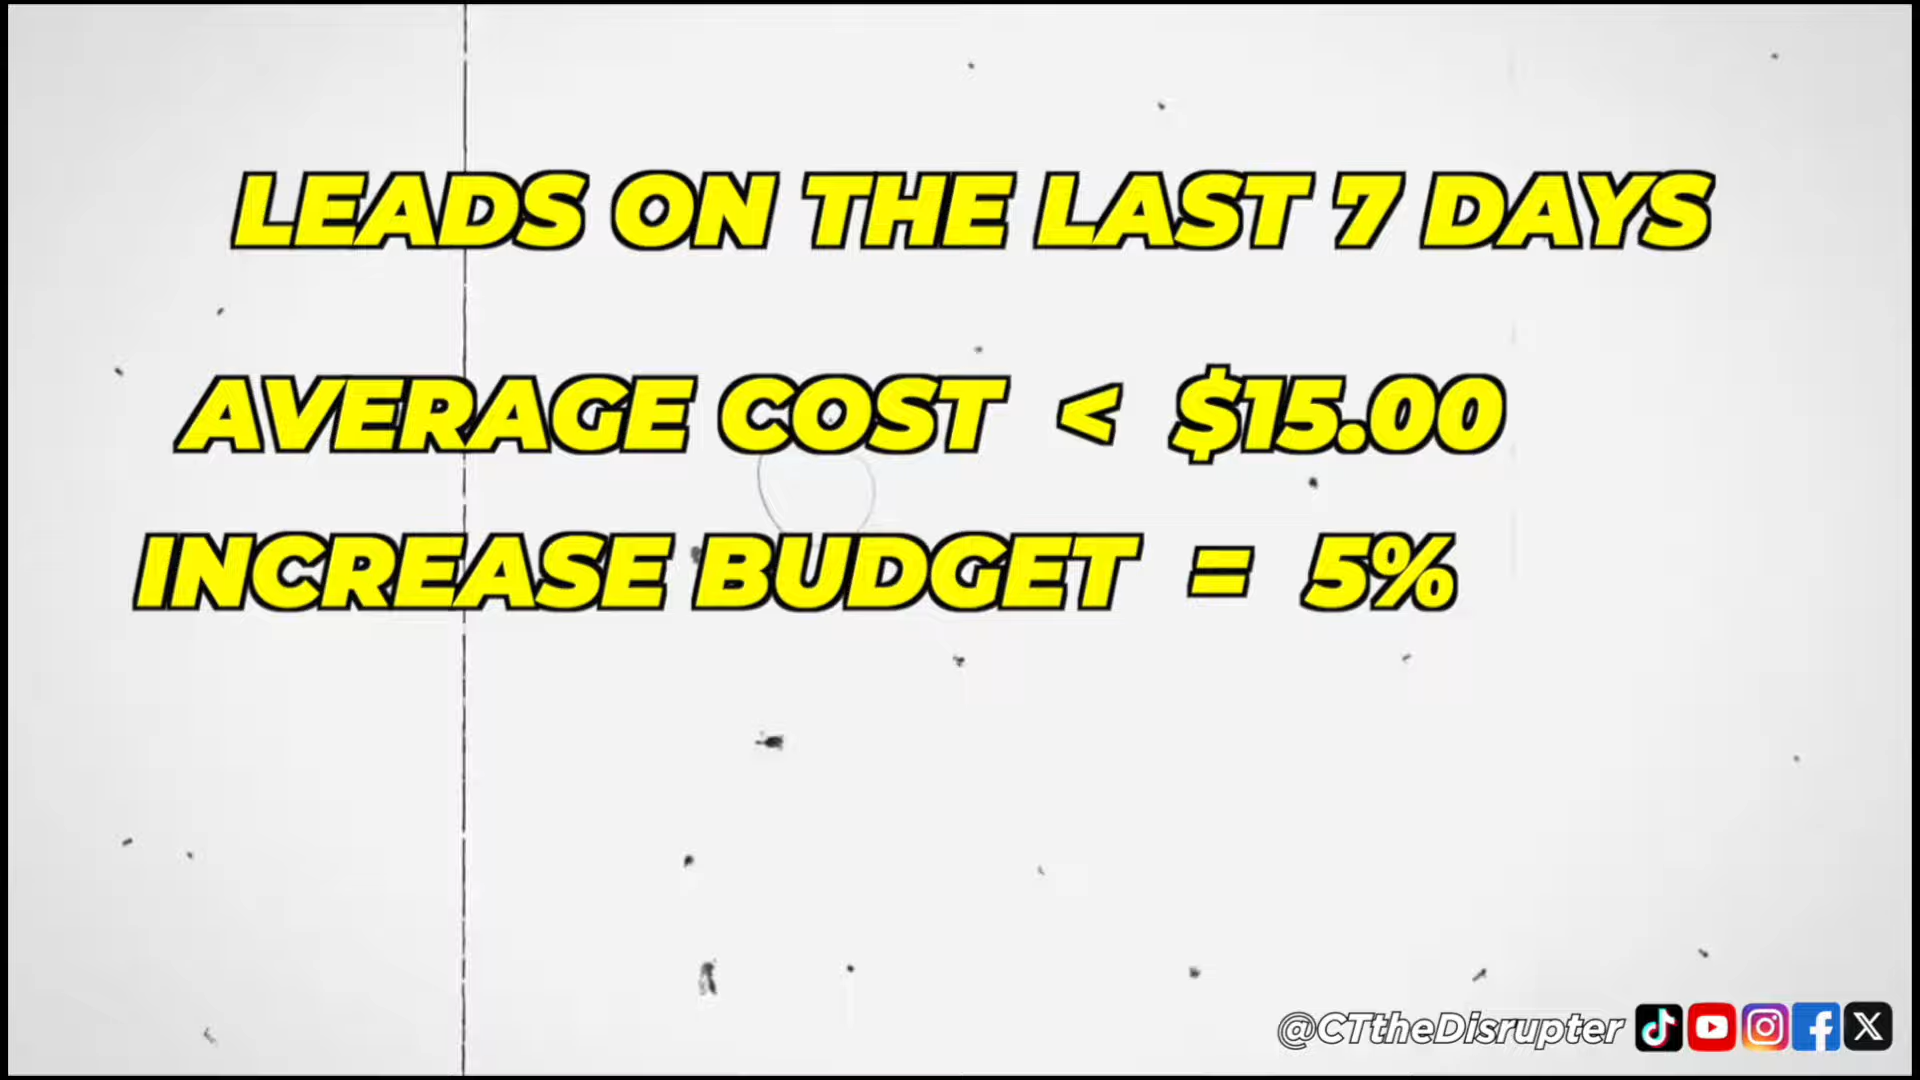 LEADS ON THE LAST 7 DAYS
AVERAGE COST < $15.00
INCREASE BUDGET = 5%
@CTtheDisrupter